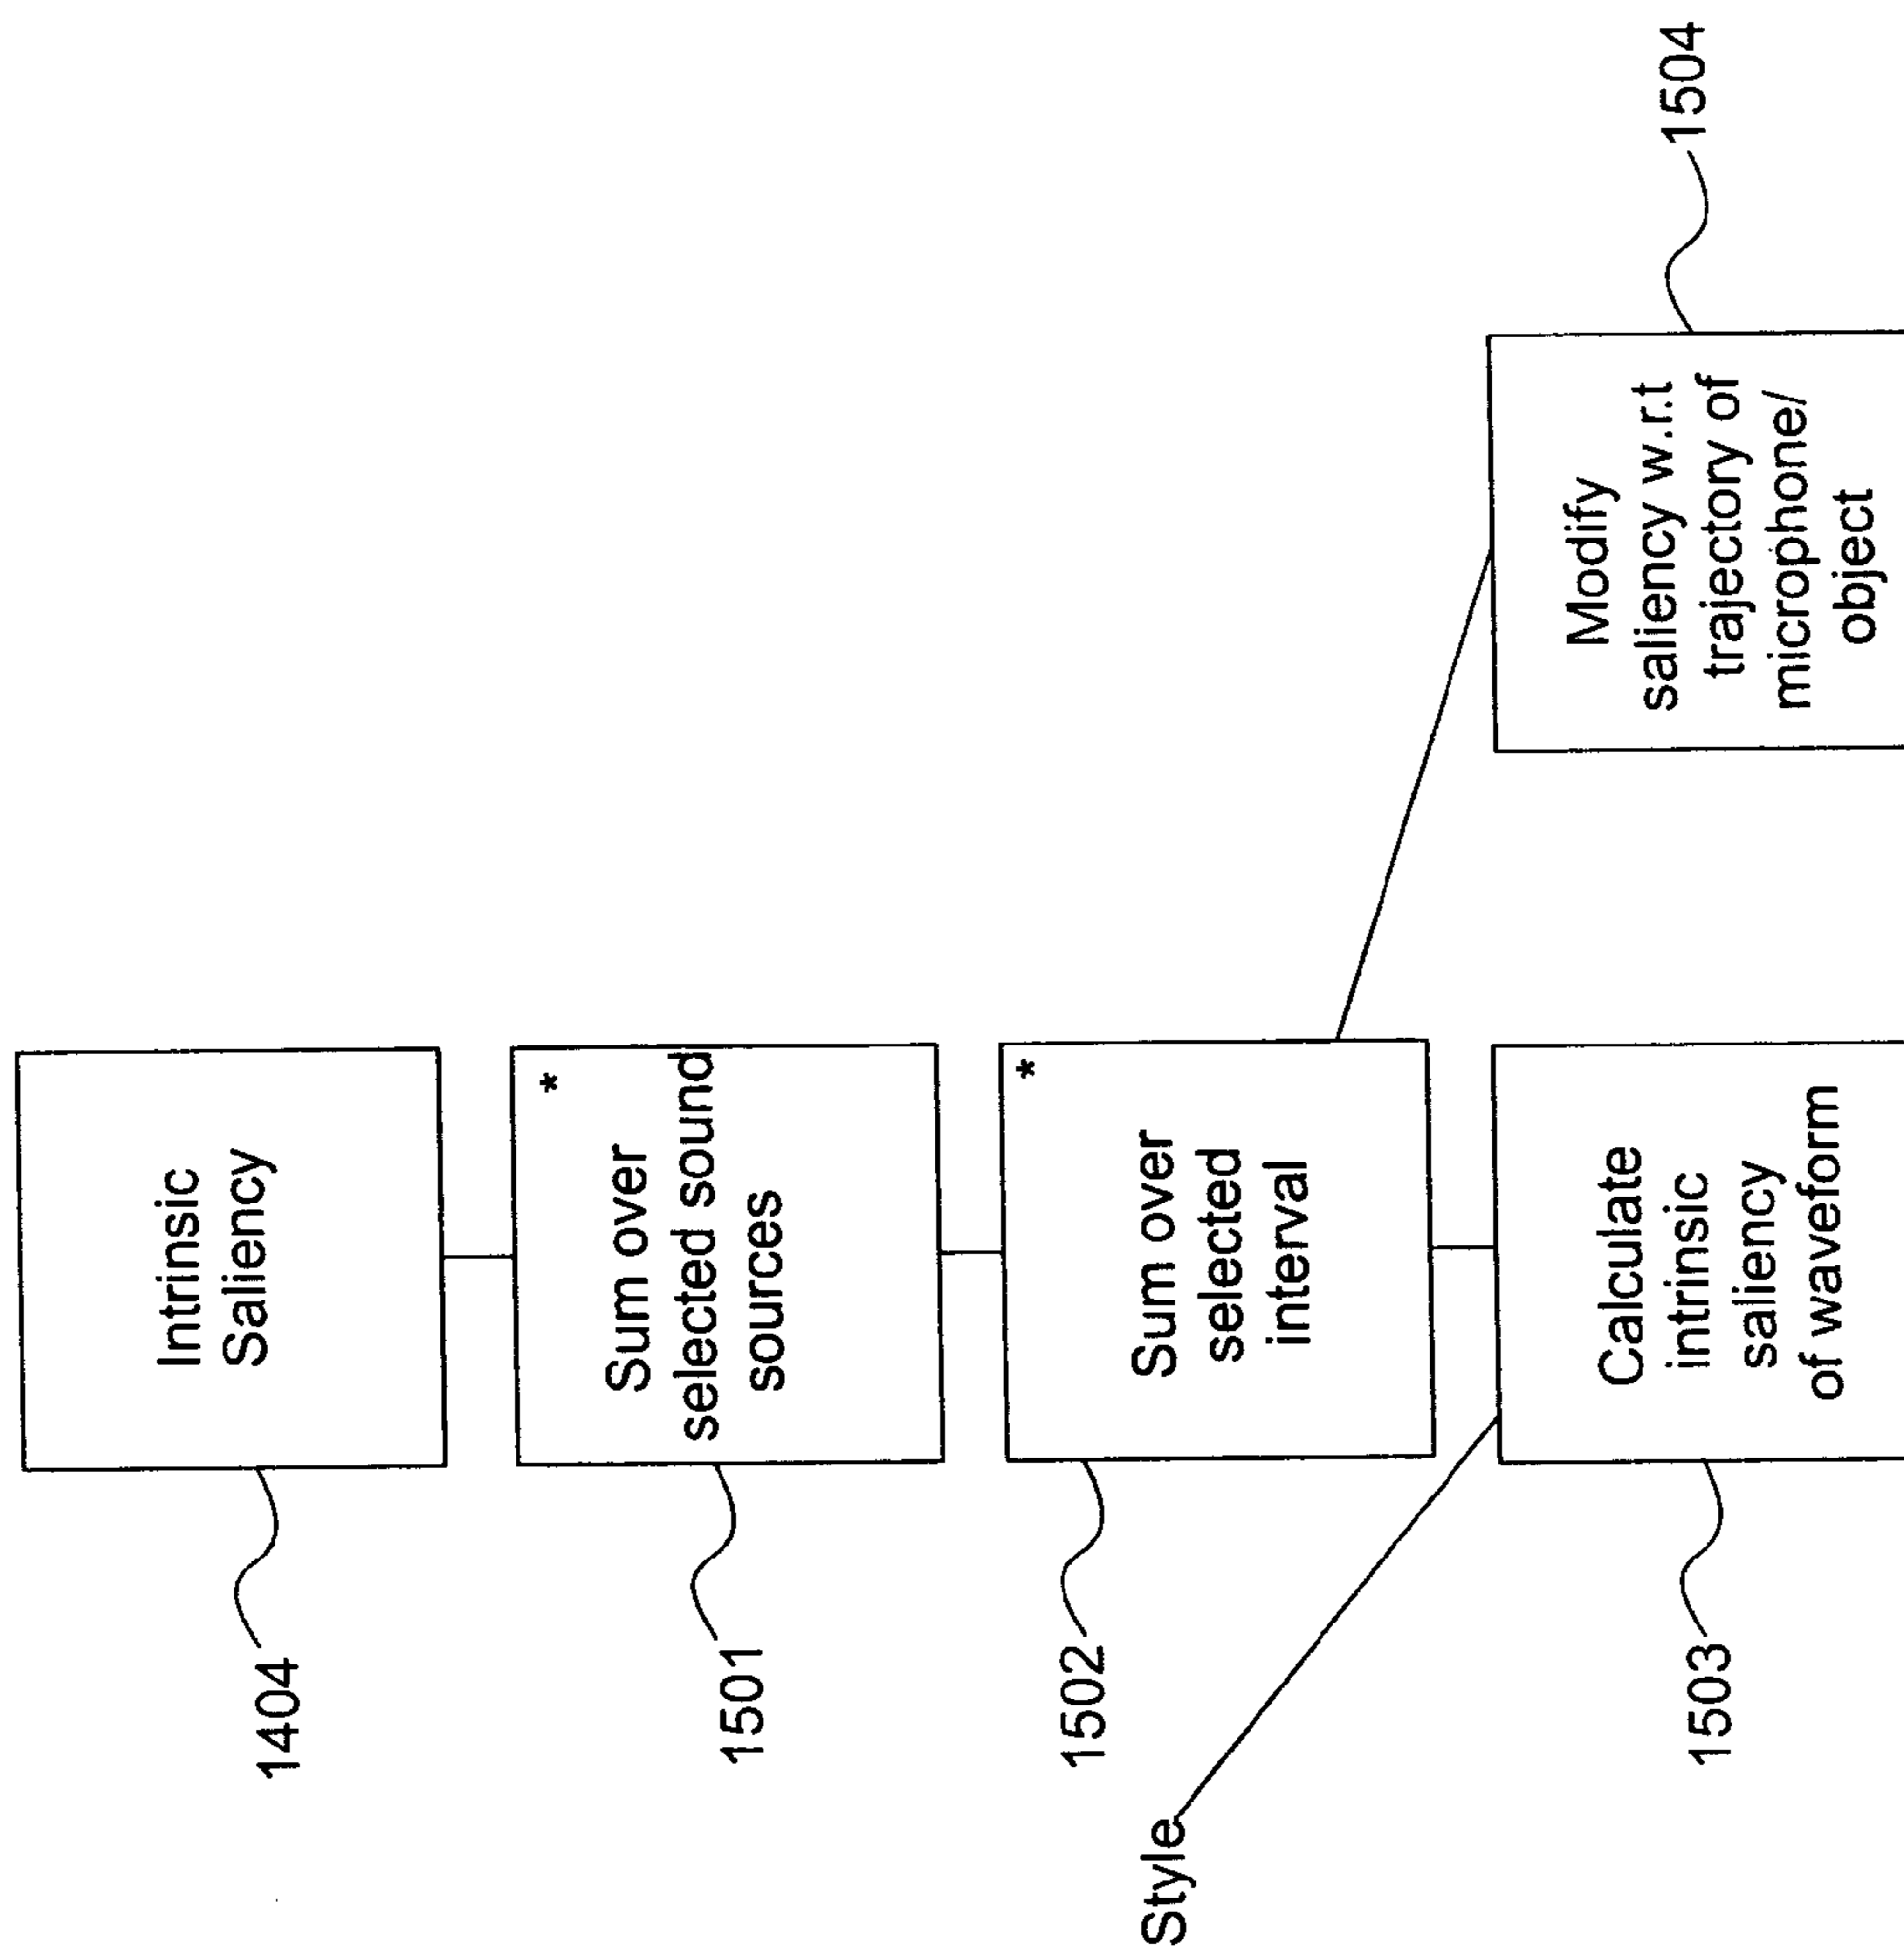 1404
Intrinsic
Saliency
1501
*
Sum over
selected sound
sources
1502
*
Sum over
selected
interval
Style
1503
Calculate
intrinsic
saliency
of waveform
Modify
saliency w.r.t
trajectory of
microphone/
object
1504